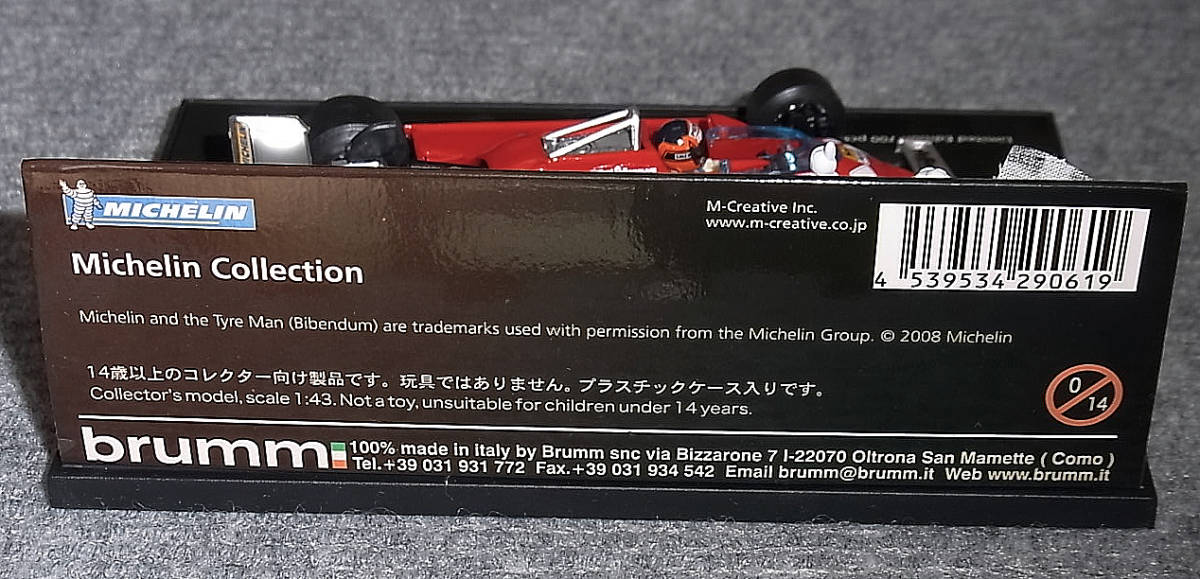 MICHELIN
M-Creative Inc.
www.m-creative.co.jp
4 539534 290619
Michelin Collection
Michelin and the Tyre Man (Bibendum) are trademarks used with permission from the Michelin Group. © 2008 Michelin
14歳以上のコレクター向け製品です。玩具ではありません。プラスチックケース入りです。
Collector's model, scale 1:43. Not a toy, unsuitable for children under 14 years.
0
14
brumm
100% made in Italy by Brumm snc via Bizzarone 7 I-22070 Oltrona San Mamette ( Como )
Tel.+39 031 931 772 Fax.+39 031 934 542 Email brumm@brumm.it Web www.brumm.it